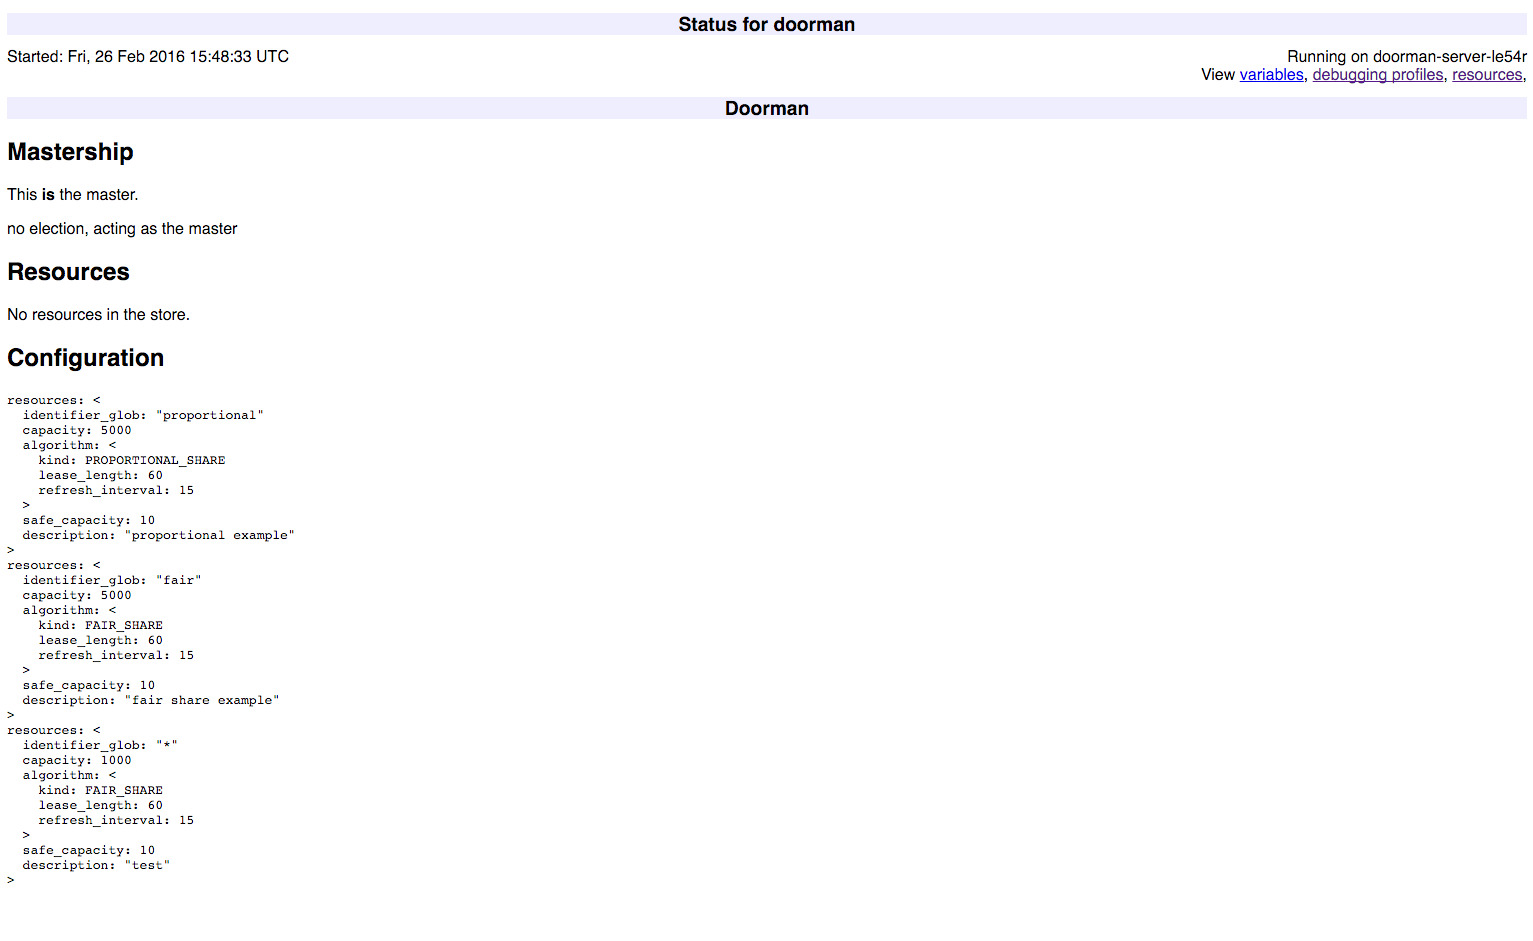 Status for doorman
Started: Fri, 26 Feb 2016 15:48:33 UTC
Running on doorman-server-le54r
View variables, debugging profiles, resources,
Doorman
Mastership
This is the master.
no election, acting as the master
Resources
No resources in the store.
Configuration
resources: <
  identifier_glob: "proportional"
  capacity: 5000
  algorithm: <
    kind: PROPORTIONAL_SHARE
    lease_length: 60
    refresh_interval: 15
  >
  safe_capacity: 10
  description: "proportional example"
>
resources: <
  identifier_glob: "fair"
  capacity: 5000
  algorithm: <
    kind: FAIR_SHARE
    lease_length: 60
    refresh_interval: 15
  >
  safe_capacity: 10
  description: "fair share example"
>
resources: <
  identifier_glob: "*"
  capacity: 1000
  algorithm: <
    kind: FAIR_SHARE
    lease_length: 60
    refresh_interval: 15
  >
  safe_capacity: 10
  description: "test"
>